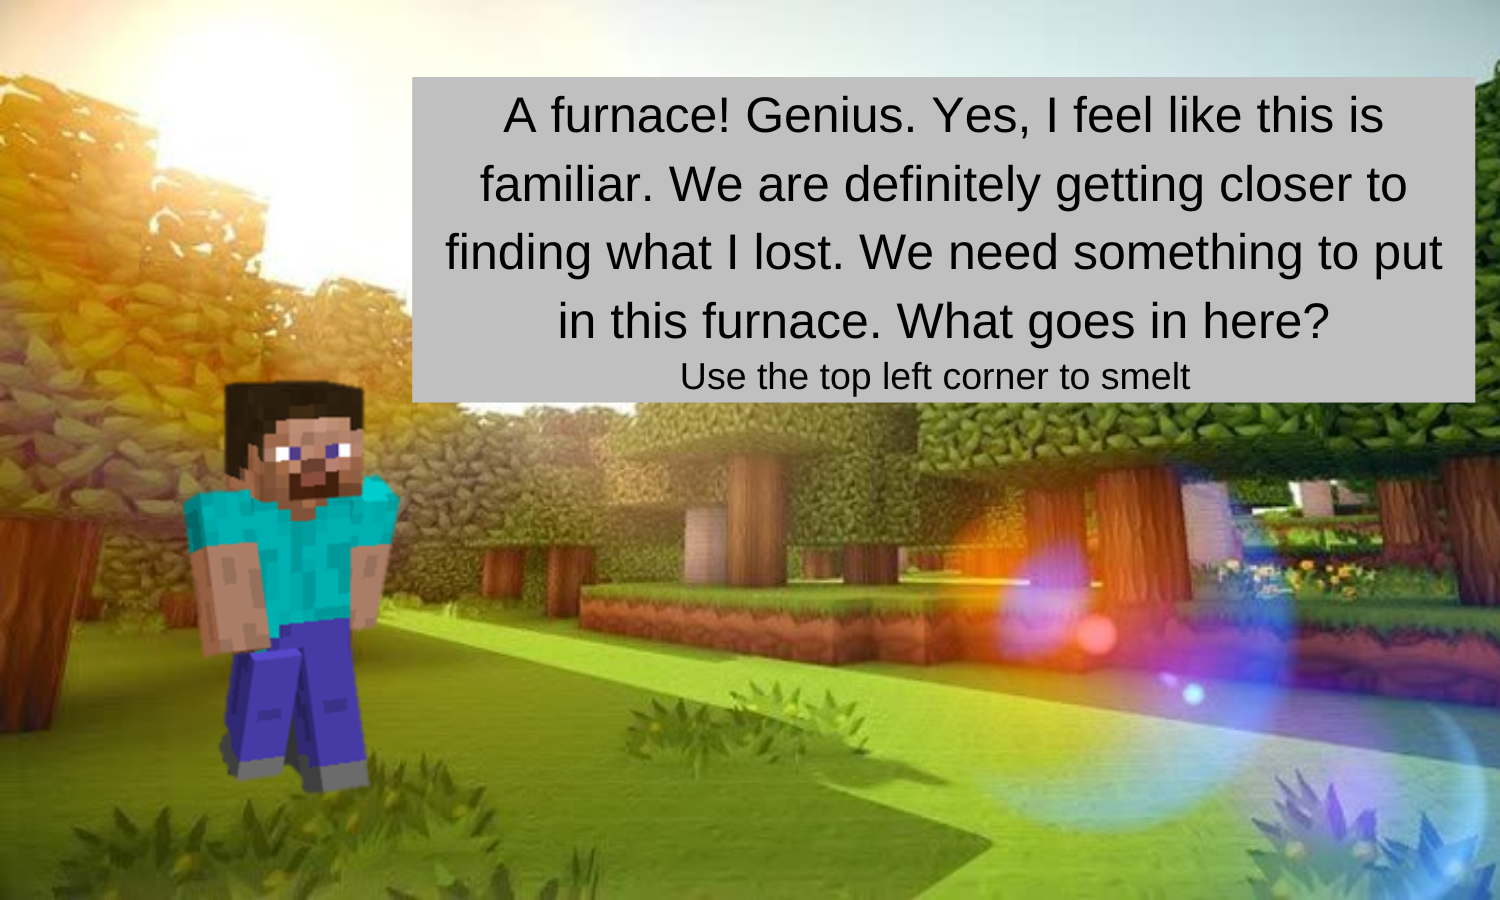 A furnace! Genius. Yes, I feel like this is
familiar. We are definitely getting closer to
finding what I lost. We need something to put
in this furnace. What goes in here?
Use the top left corner to smelt